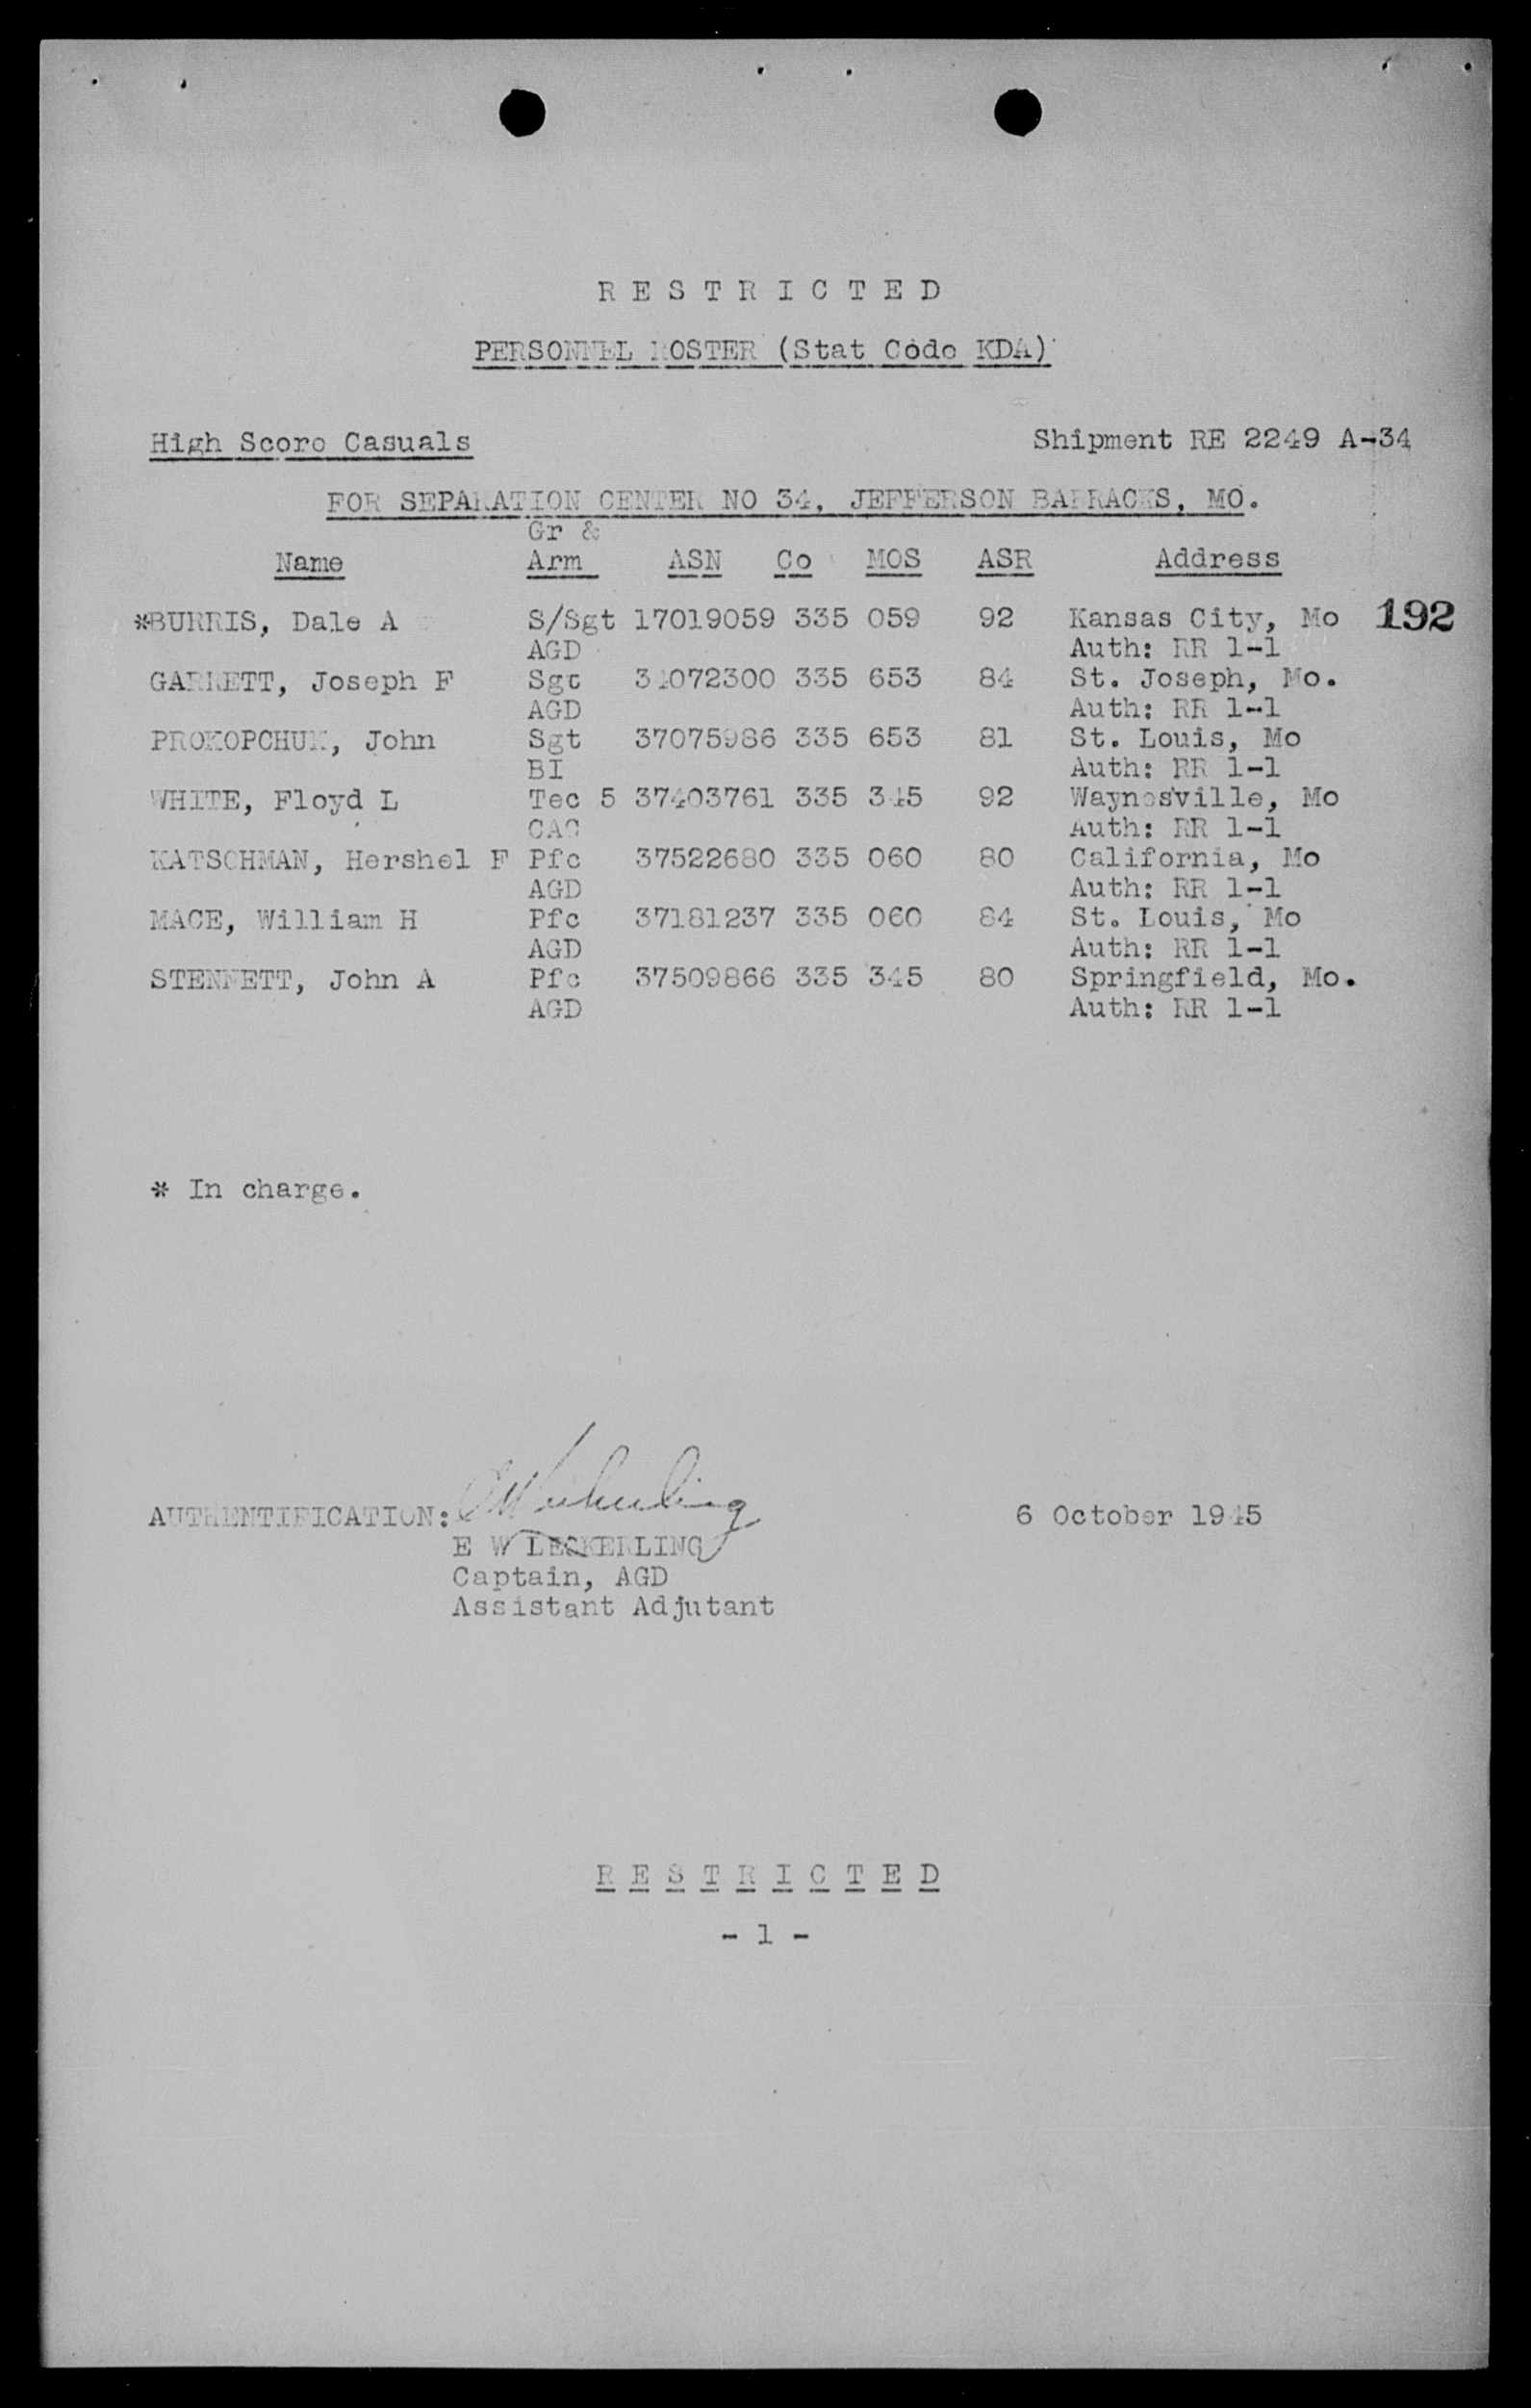 R E S T R I C T E D
PERSONNEL ROSTER (Stat Code KDA)
High Score Casuals Shipment RE 2249 A-34
FOR SEPARATION CENTER NO 34, JEFFERSON BARRACKS, MO.
Gr &
Name Arm ASN Co MOS ASR Address
*BURRIS, Dale A S/Sgt 17019059 335 059 92 Kansas City, Mo 192
AGD Auth: RR 1-1
GARRETT, Joseph F Sgt 335 653 84 St. Joseph, Mo.
AGD Auth: RR 1-1
PROKOPCHUK, John Sgt 37075986 335 653 81 St. Louis, Mo
BI Auth: RR 1-1
WHITE, Floyd L Tec 5 37403761 335 345 92 Waynesville, Mo
CAC Auth: RR 1-1
KATSCHMAN, Hershel F Pfc 37522680 335 060 80 California, Mo
AGD Auth: RR 1-1
MACE, William H Pfc 37181237 335 060 84 St. Louis, Mo
AGD Auth: RR 1-1
STENNETT, John A Pfc 37509866 335 345 80 Springfield, Mo.
AGD Auth: RR 1-1
* In charge.
AUTHENTIFICATION: 6 October 1945
E W LECKERLING
Captain, AGD
Assistant Adjutant
R E S T R I C T E D
- 1 -